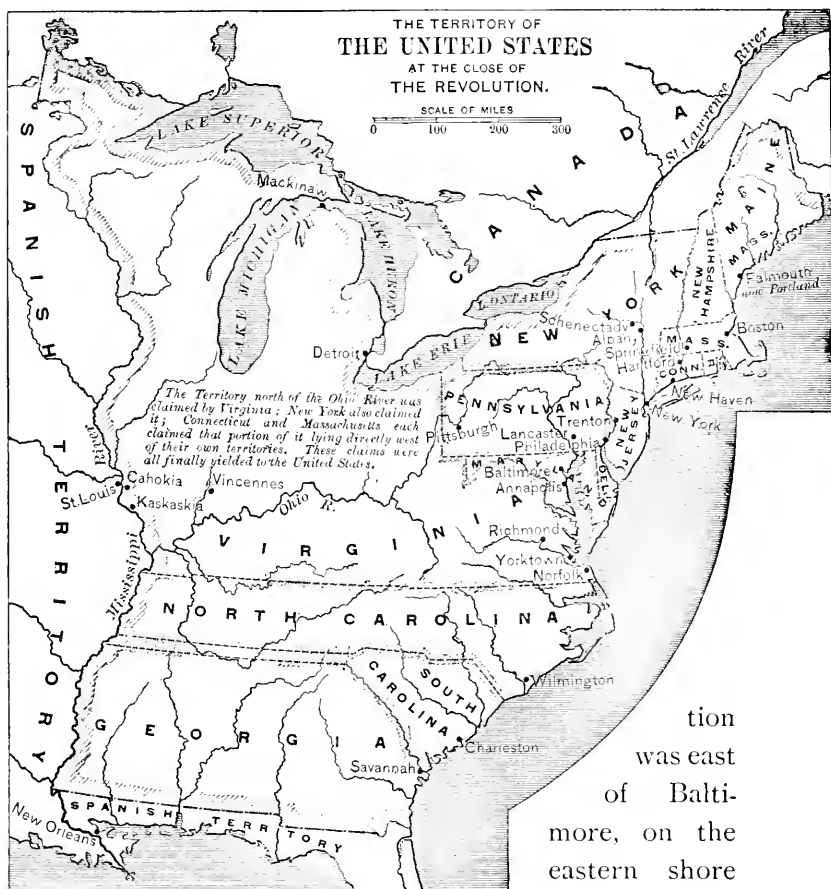 THE TERRITORY OF
THE UNITED STATES
AT THE CLOSE OF
THE REVOLUTION.
SCALE OF MILES
0 100 200 300
St. Lawrence River
CANADA
SPANISH TERRITORY
LAKE SUPERIOR
Mackinaw
LAKE MICHIGAN
LAKE HURON
MAINE
MASS.
NEW HAMPSHIRE
Falmouth
now Portland
L. ONTARIO
NEW YORK
Schenectady
Albany
Boston
MASS.
Springfield
Hartford
CONN.
R.I.
New Haven
New York
Detroit
LAKE ERIE
The Territory north of the Ohio River was
claimed by Virginia; New York also claimed
it; Connecticut and Massachusetts each
claimed that portion of it lying directly west
of their own territories. These claims were
all finally yielded to the United States.
PENNSYLVANIA
Pittsburgh
Lancaster
Trenton
Philadelphia
NEW JERSEY
MARYLAND
DEL.
Baltimore
Annapolis
Mississippi River
Cahokia
St. Louis
Kaskaskia
Vincennes
Ohio R.
VIRGINIA
Richmond
Yorktown
Norfolk
NORTH CAROLINA
Wilmington
SOUTH CAROLINA
Charleston
GEORGIA
Savannah
SPANISH TERRITORY
New Orleans
tion
was east
of Balti-
more, on the
eastern shore